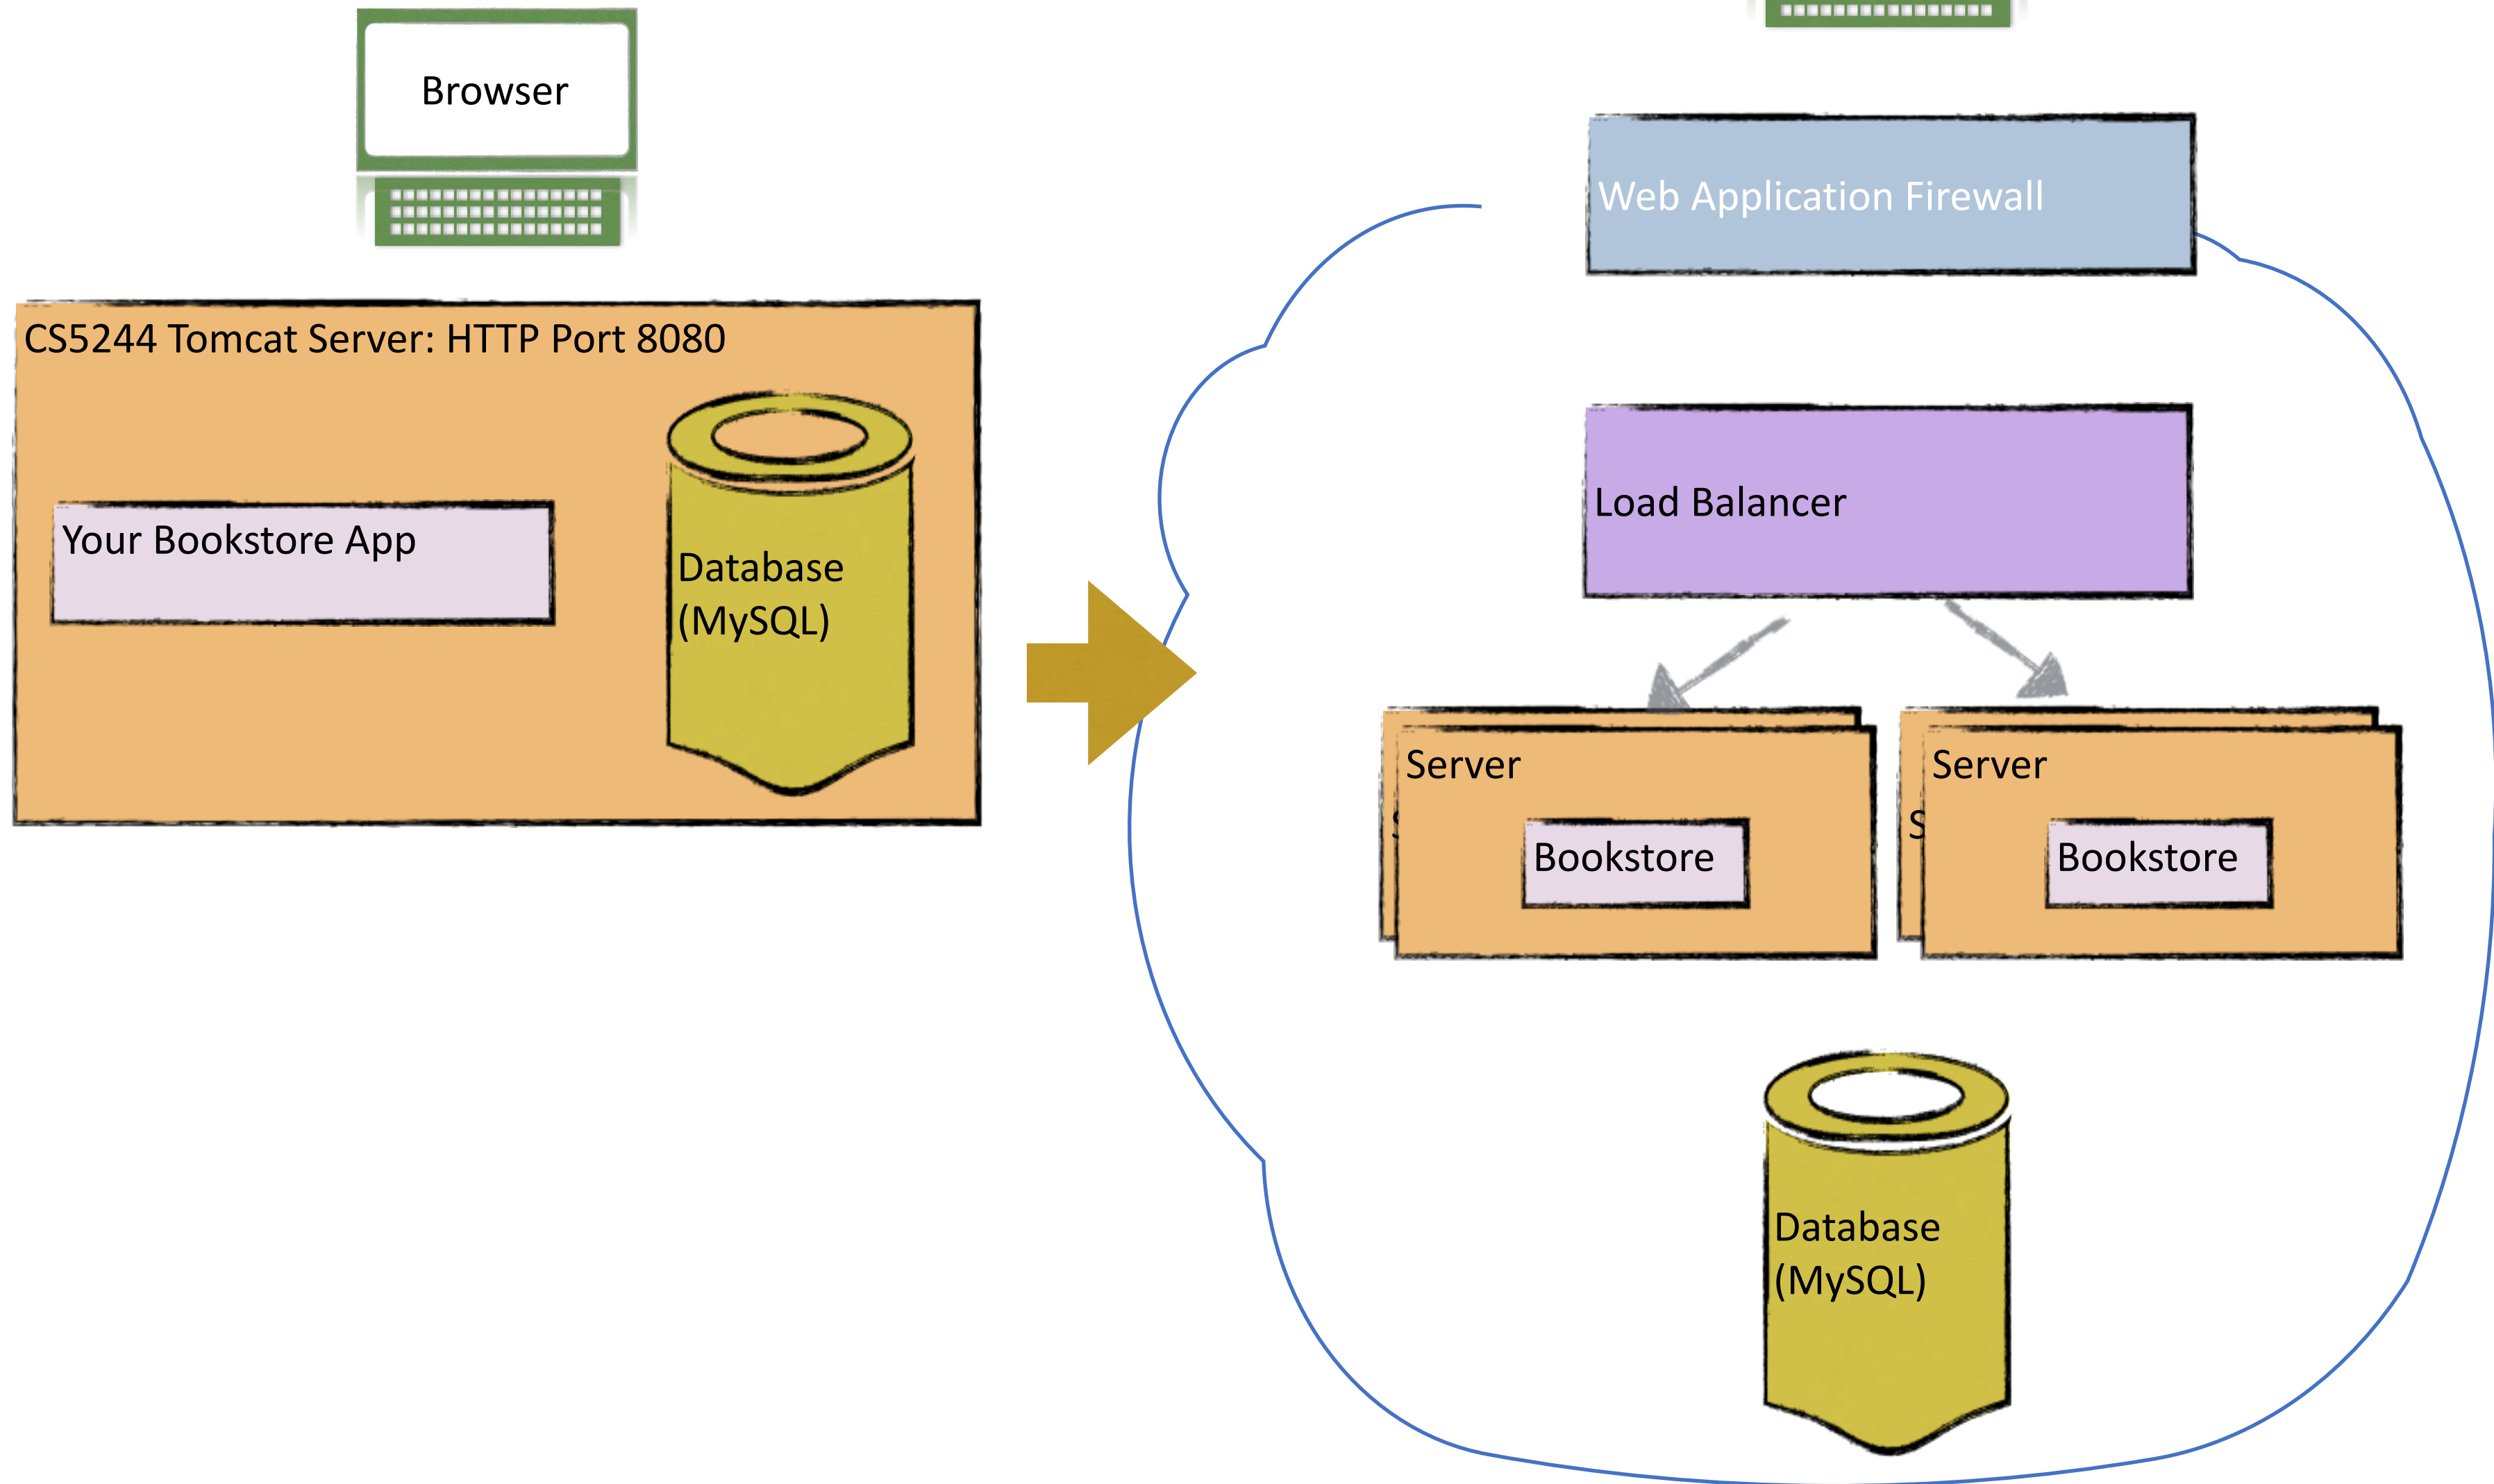 Browser
CS5244 Tomcat Server: HTTP Port 8080
Your Bookstore App
Database
(MySQL)
Web Application Firewall
Load Balancer
Server
Bookstore
Server
Bookstore
Database
(MySQL)